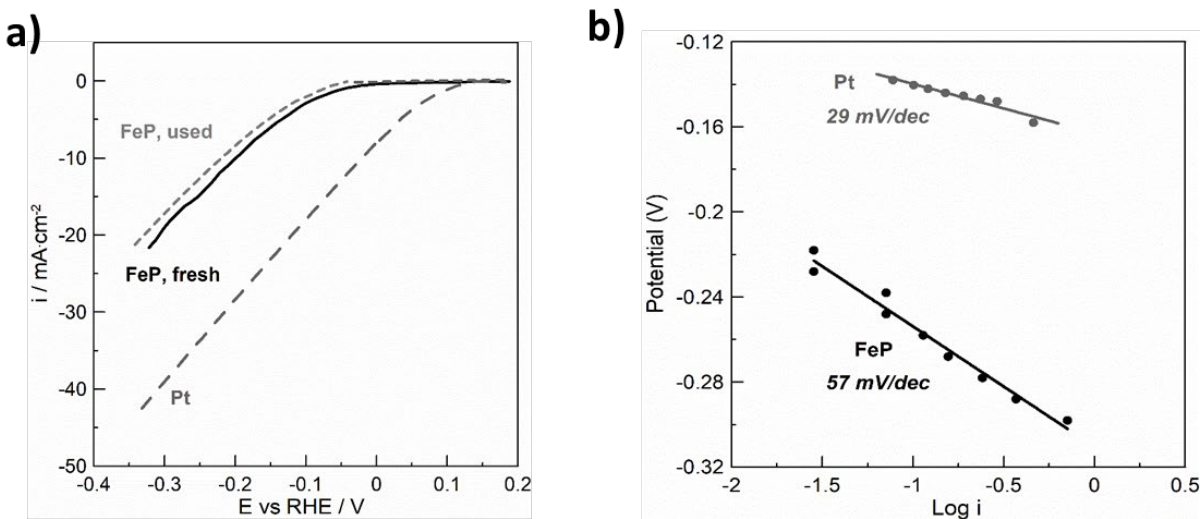 a)
0
-10
-20
-30
-40
-50
i / mA·cm-2
-0.4
-0.3
-0.2
-0.1
0
0.1
0.2
E vs RHE / V
FeP, used
FeP, fresh
Pt
b)
-0.12
-0.16
-0.2
-0.24
-0.28
-0.32
Potential (V)
-2
-1.5
-1
-0.5
0
0.5
Log i
Pt
29 mV/dec
FeP
57 mV/dec